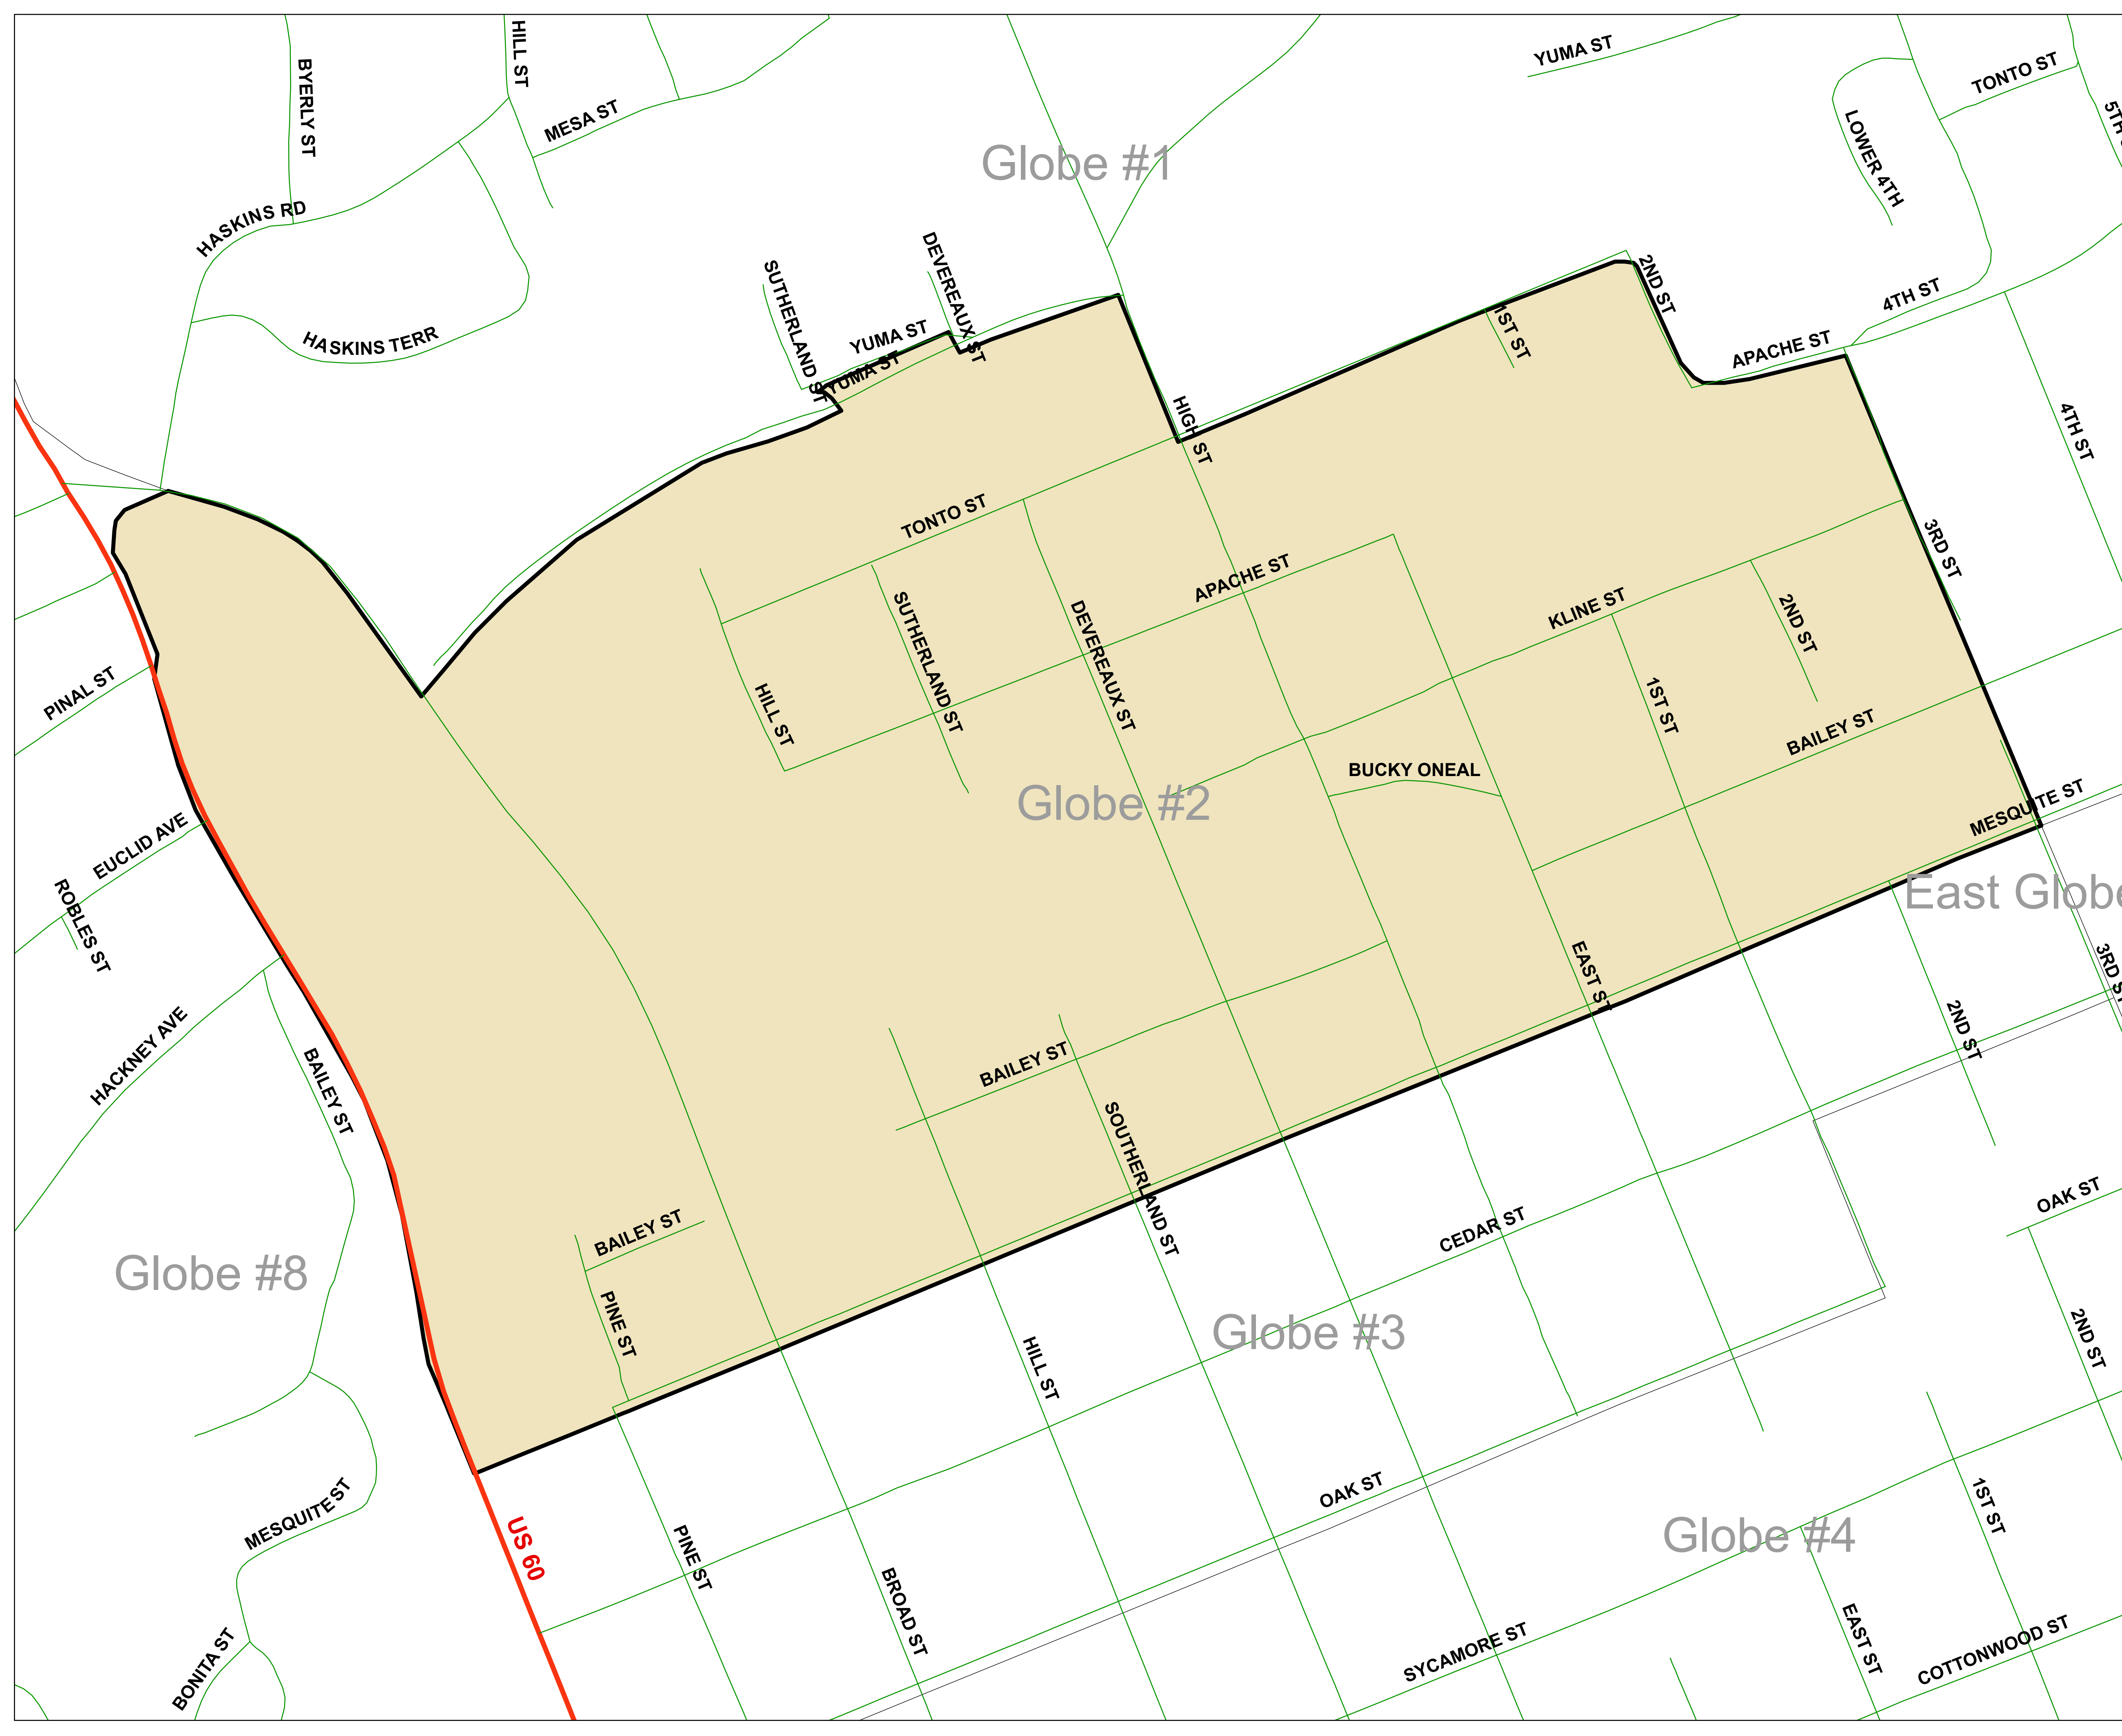 HILL ST
BYERLY ST
YUMA ST
TONTO ST
5TH
MESA ST
LOWER 4TH
Globe #1
HASKINS RD
SUTHERLAND ST
DEVEREAUX ST
2ND ST
4TH ST
HASKINS TERR
YUMA ST
YUMA ST
1ST ST
APACHE ST
HIGH ST
4TH ST
TONTO ST
3RD ST
APACHE ST
SUTHERLAND ST
DEVEREAUX ST
KLINE ST
2ND ST
PINAL ST
HILL ST
1ST ST
BAILEY ST
BUCKY ONEAL
Globe #2
MESQUITE ST
EUCLID AVE
ROBLES ST
East Globe
EAST ST
3RD ST
HACKNEY AVE
BAILEY ST
BAILEY ST
2ND ST
SOUTHERLAND ST
BAILEY ST
OAK ST
CEDAR ST
Globe #8
PINE ST
Globe #3
HILL ST
2ND ST
MESQUITE ST
OAK ST
1ST ST
US 60
PINE ST
Globe #4
BROAD ST
BONITA ST
SYCAMORE ST
EAST ST
COTTONWOOD ST